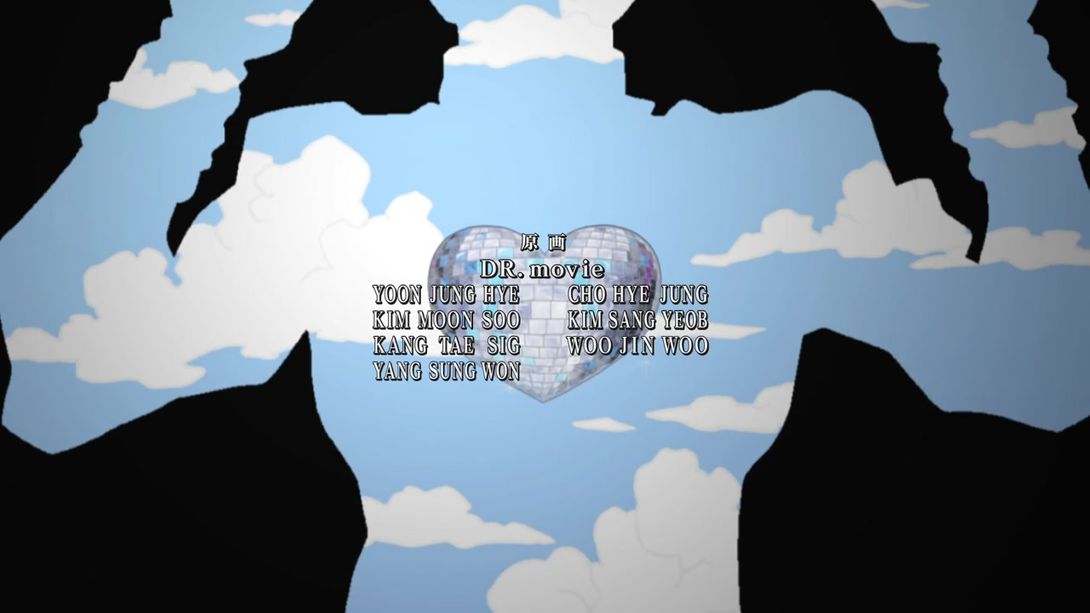 原画
DR. movie
YOON JUNG HYE CHO HYE JUNG
KIM MOON SOO KIM SANG YEOB
KANG TAE SIG WOO JIN WOO
YANG SUNG WON